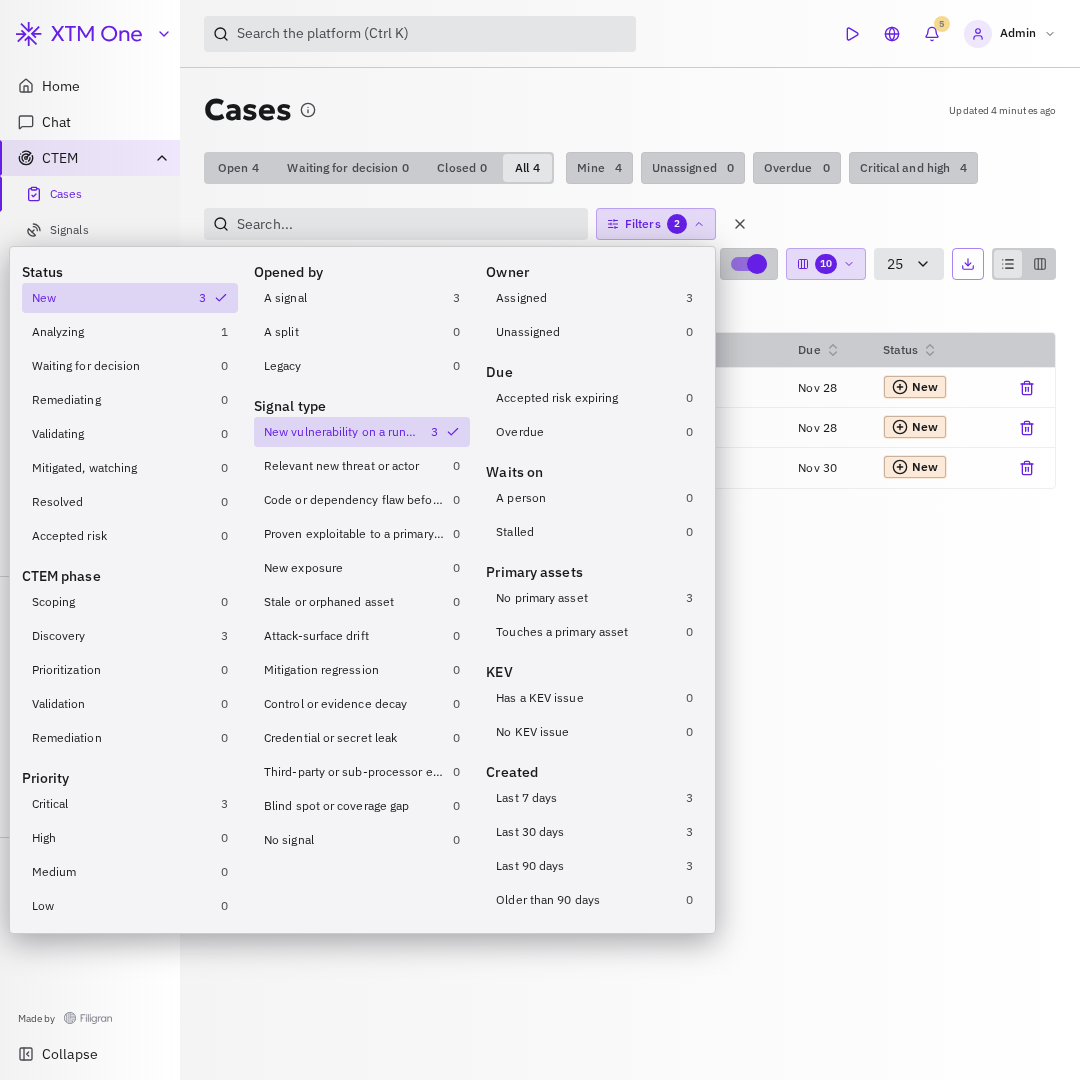 XTM One
Search the platform (Ctrl K)
5
Admin
Home
Chat
CTEM
Cases
Signals
Cases
Updated 4 minutes ago
Open 4
Waiting for decision 0
Closed 0
All 4
Mine 4
Unassigned 0
Overdue 0
Critical and high 4
Search...
Filters 2
10
25
Status
New 3
Analyzing 1
Waiting for decision 0
Remediating 0
Validating 0
Mitigated, watching 0
Resolved 0
Accepted risk 0
CTEM phase
Scoping 0
Discovery 3
Prioritization 0
Validation 0
Remediation 0
Priority
Critical 3
High 0
Medium 0
Low 0
Opened by
A signal 3
A split 0
Legacy 0
Signal type
New vulnerability on a run... 3
Relevant new threat or actor 0
Code or dependency flaw befo... 0
Proven exploitable to a primary... 0
New exposure 0
Stale or orphaned asset 0
Attack-surface drift 0
Mitigation regression 0
Control or evidence decay 0
Credential or secret leak 0
Third-party or sub-processor e... 0
Blind spot or coverage gap 0
No signal 0
Owner
Assigned 3
Unassigned 0
Due
Accepted risk expiring 0
Overdue 0
Waits on
A person 0
Stalled 0
Primary assets
No primary asset 3
Touches a primary asset 0
KEV
Has a KEV issue 0
No KEV issue 0
Created
Last 7 days 3
Last 30 days 3
Last 90 days 3
Older than 90 days 0
Due Status
Nov 28 New
Nov 28 New
Nov 30 New
Made by Filigran
Collapse